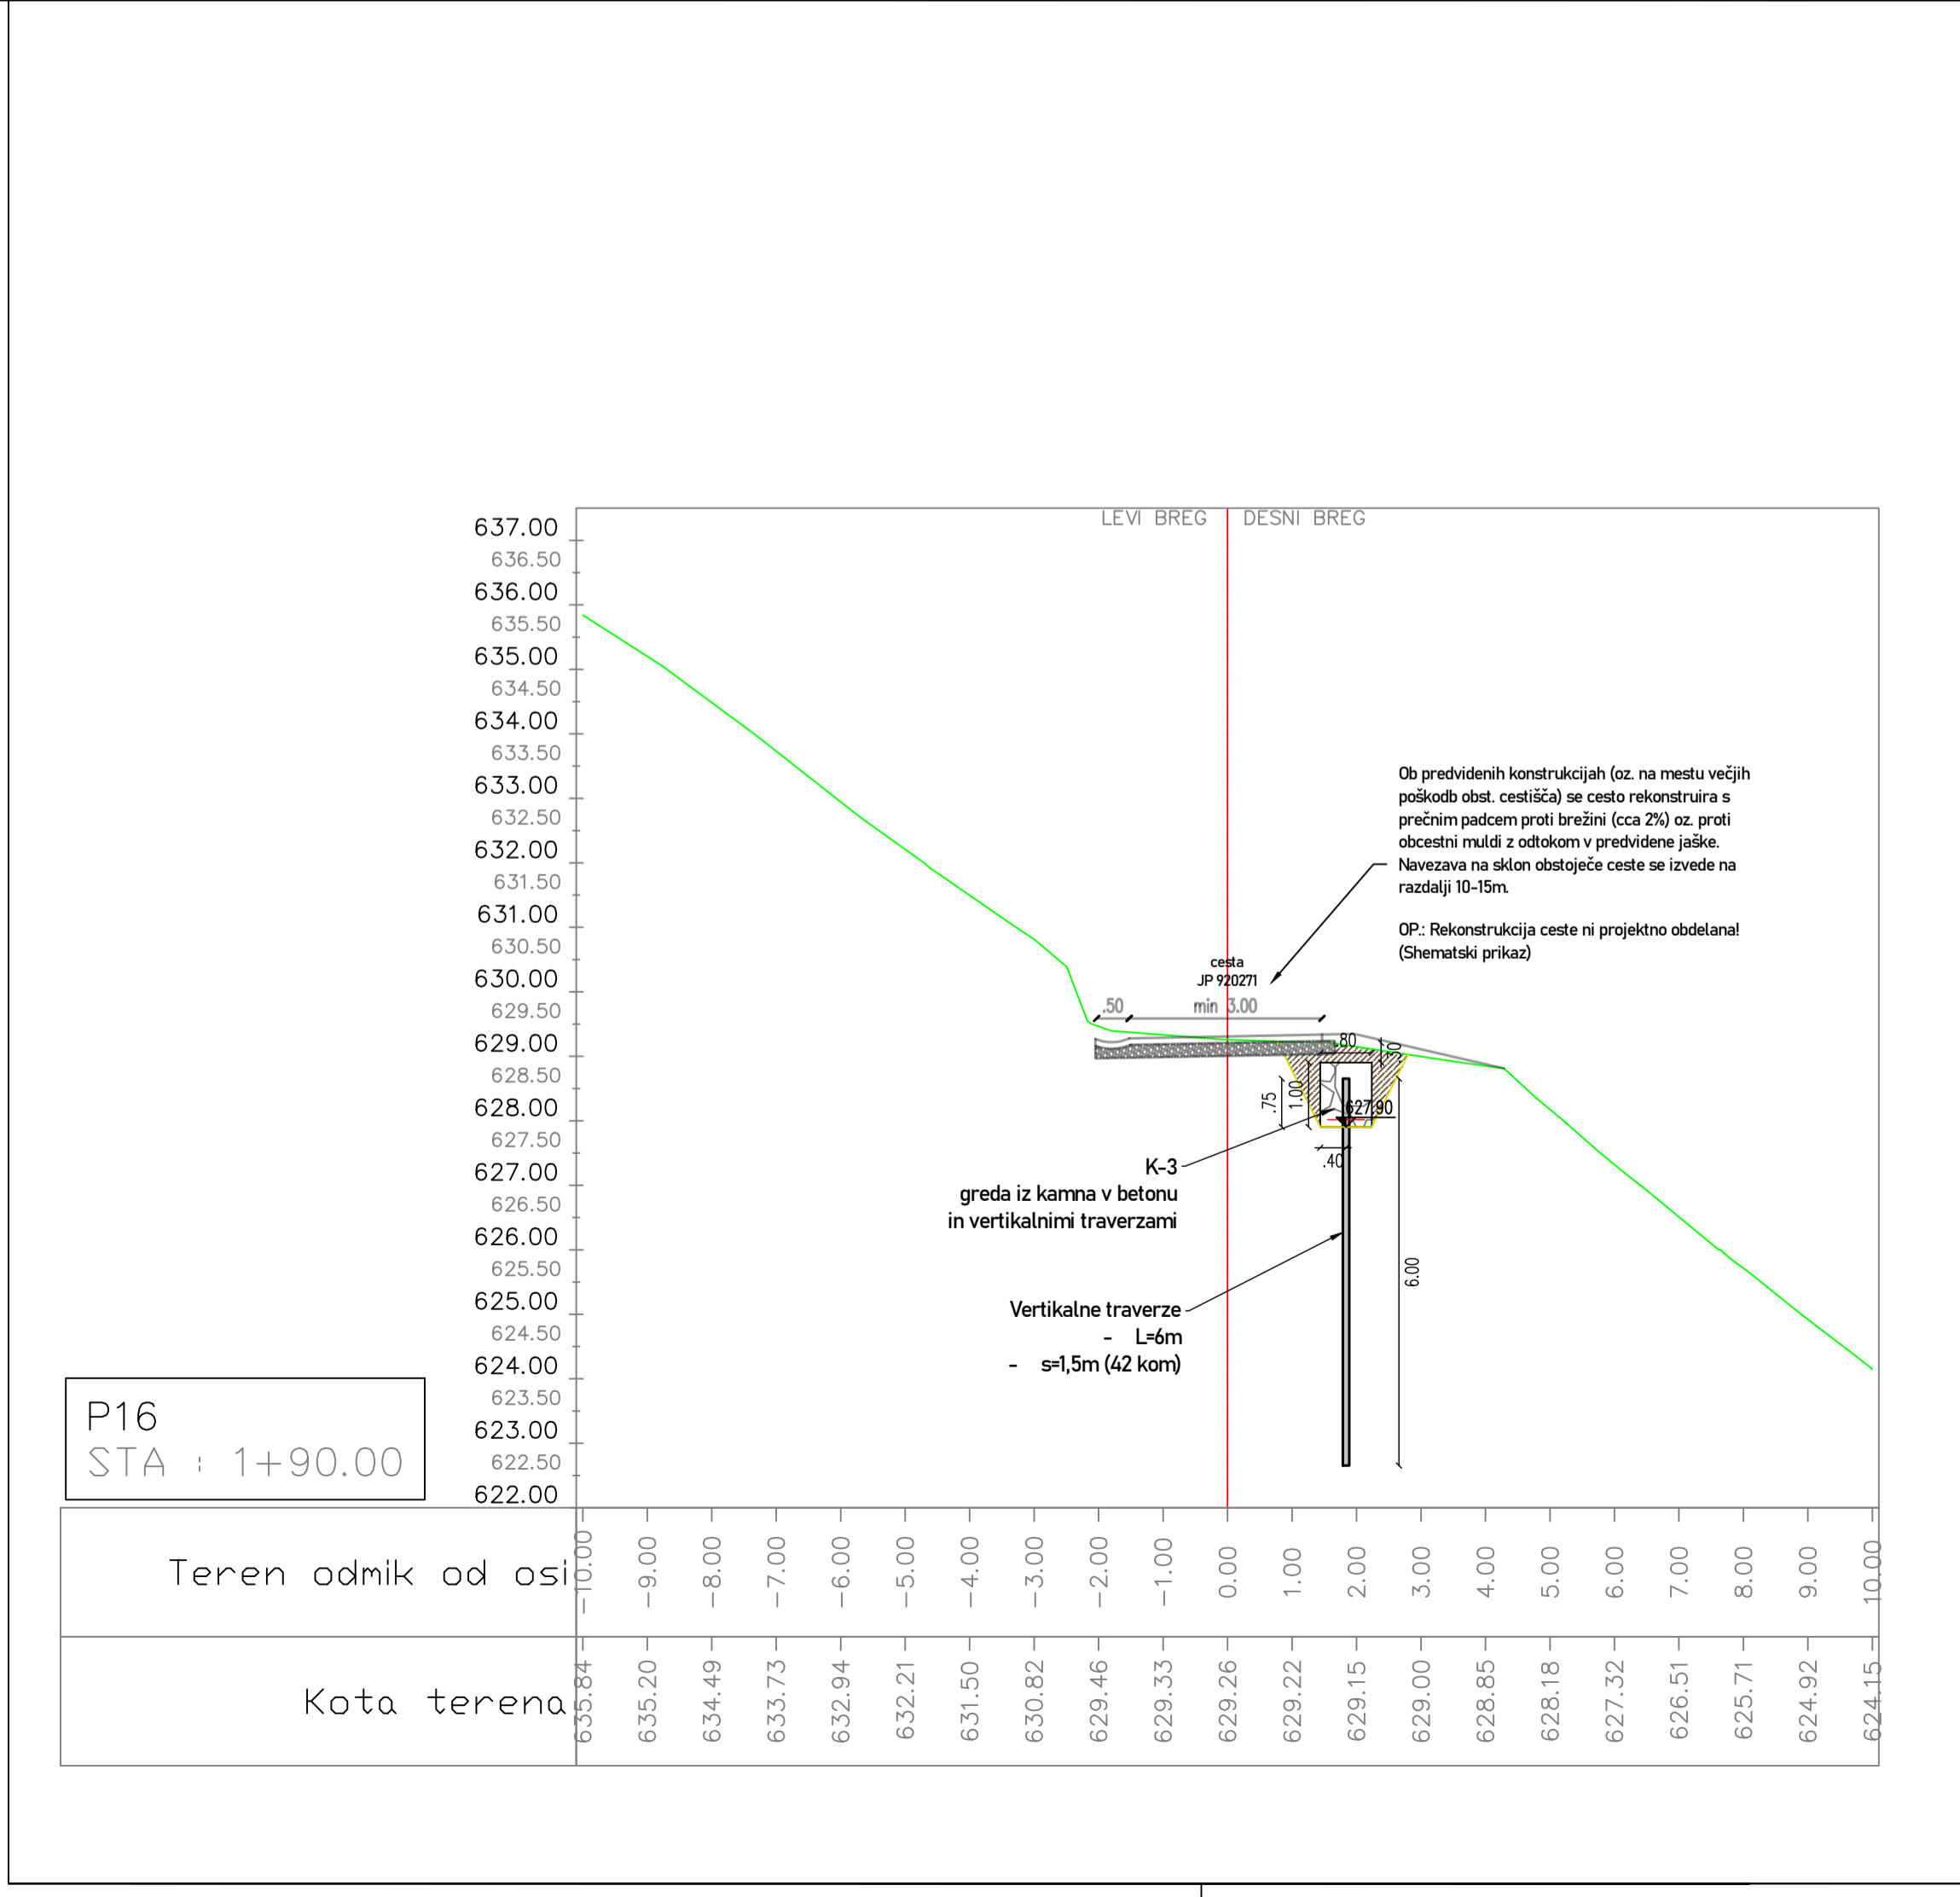 LEVI BREG DESNI BREG
637.00
636.50
636.00
635.50
635.00
634.50
634.00
633.50
633.00
632.50
632.00
631.50
631.00
630.50
630.00
629.50
629.00
628.50
628.00
627.50
627.00
626.50
626.00
625.50
625.00
624.50
624.00
623.50
623.00
622.50
622.00
Ob predvidenih konstrukcijah (oz. na mestu večjih
poškodb obst. cestišča) se cesto rekonstruira s
prečnim padcem proti brežini (cca 2%) oz. proti
obcestni muldi z odtokom v predvidene jaške.
Navezava na sklon obstoječe ceste se izvede na
razdalji 10-15m.
OP.: Rekonstrukcija ceste ni projektno obdelana!
(Shematski prikaz)
cesta
JP 920271
.50 min 3.00
.80
.75
1.00
627.90
.40
K-3
greda iz kamna v betonu
in vertikalnimi traverzami
6.00
Vertikalne traverze
- L=6m
- s=1,5m (42 kom)
P16
STA : 1+90.00
Teren odmik od osi -10.00 -9.00 -8.00 -7.00 -6.00 -5.00 -4.00 -3.00 -2.00 -1.00 0.00 1.00 2.00 3.00 4.00 5.00 6.00 7.00 8.00 9.00 10.00
Kota terena 635.84 635.20 634.49 633.73 632.94 632.21 631.50 630.82 629.46 629.33 629.26 629.22 629.15 629.00 628.85 628.18 627.32 626.51 625.71 624.92 624.15